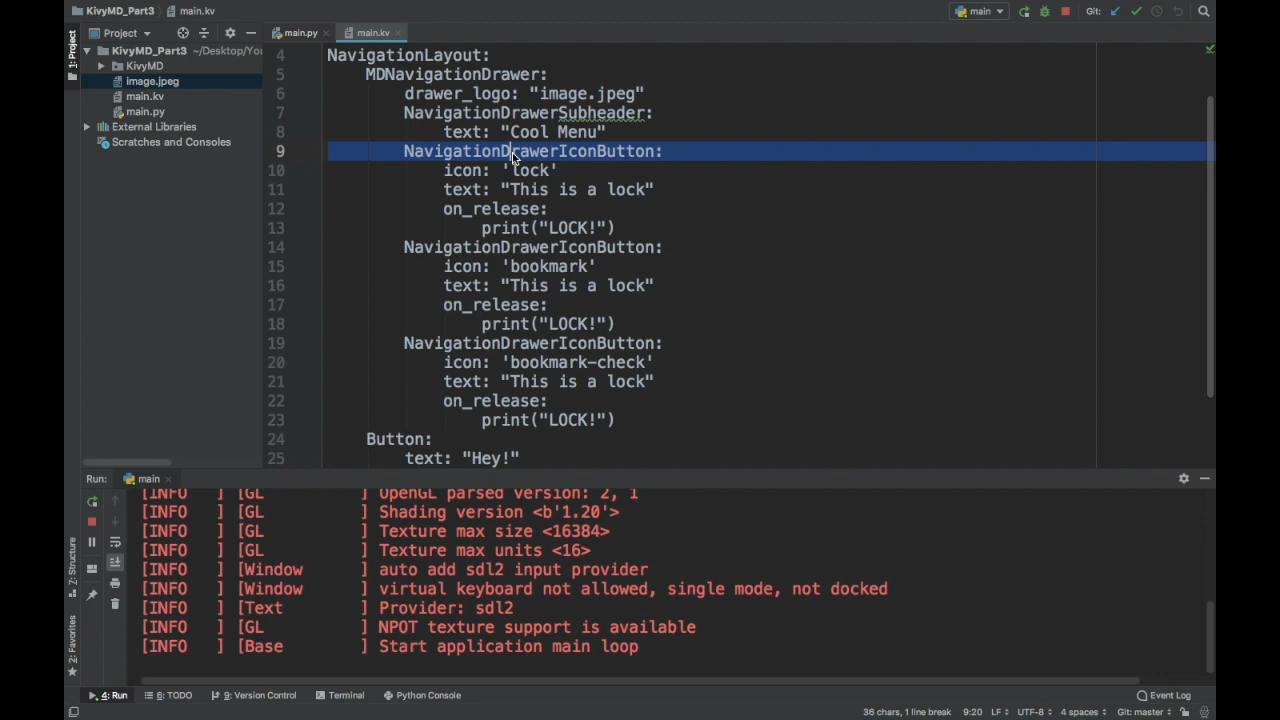 KivyMD_Part3 main.kv
main
Git:
1: Project
Project
main.py
main.kv
KivyMD_Part3 ~/Desktop/You
KivyMD
image.jpeg
main.kv
main.py
External Libraries
Scratches and Consoles
4 NavigationLayout:
5 MDNavigationDrawer:
6 drawer_logo: "image.jpeg"
7 NavigationDrawerSubheader:
8 text: "Cool Menu"
9 NavigationDrawerIconButton:
10 icon: 'lock'
11 text: "This is a lock"
12 on_release:
13 print("LOCK!")
14 NavigationDrawerIconButton:
15 icon: 'bookmark'
16 text: "This is a lock"
17 on_release:
18 print("LOCK!")
19 NavigationDrawerIconButton:
20 icon: 'bookmark-check'
21 text: "This is a lock"
22 on_release:
23 print("LOCK!")
24 Button:
25 text: "Hey!"
Run: main
[INFO ] [GL ] OpenGL parsed version: 2, 1
[INFO ] [GL ] Shading version <b'1.20'>
[INFO ] [GL ] Texture max size <16384>
[INFO ] [GL ] Texture max units <16>
[INFO ] [Window ] auto add sdl2 input provider
[INFO ] [Window ] virtual keyboard not allowed, single mode, not docked
[INFO ] [Text ] Provider: sdl2
[INFO ] [GL ] NPOT texture support is available
[INFO ] [Base ] Start application main loop
7: Structure
2: Favorites
4: Run 6: TODO 9: Version Control Terminal Python Console Event Log
36 chars, 1 line break 9:20 LF UTF-8 4 spaces Git: master